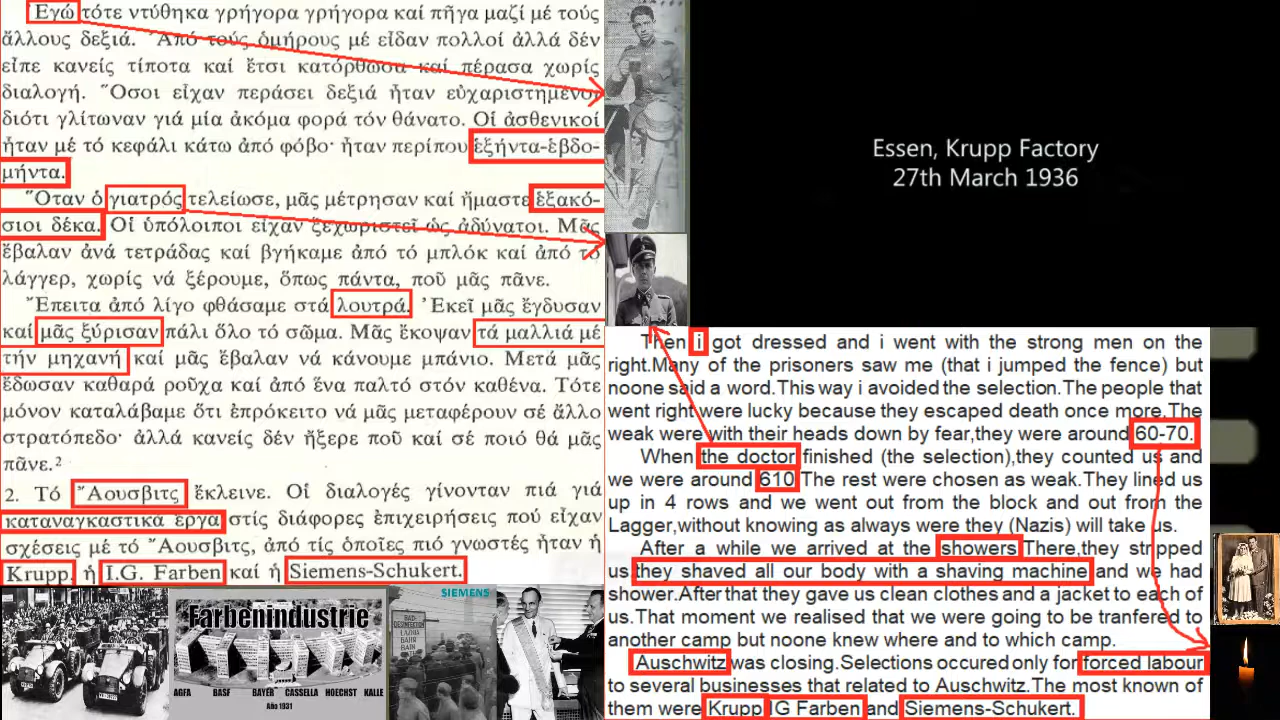 Ἐγώ τότε ντύθηκα γρήγορα γρήγορα καί πῆγα μαζί μέ τούς
ἄλλους δεξιά. Ἀπό τούς ὁμήρους μέ εἶδαν πολλοί ἀλλά δέν
εἶπε κανείς τίποτα καί ἔτσι κατόρθωσα καί πέρασα χωρίς
διαλογή. Ὅσοι εἶχαν περάσει δεξιά ἦταν εὐχαριστημένοι
διότι γλίτωναν γιά μία ἀκόμα φορά τόν θάνατο. Οἱ ἀσθενικοί
ἦταν μέ τό κεφάλι κάτω ἀπό φόβο· ἦταν περίπου ἑξήντα-ἑβδο-
μήντα.
Ὅταν ὁ γιατρός τελείωσε, μᾶς μέτρησαν καί ἤμαστε ἑξακό-
σιοι δέκα. Οἱ ὑπόλοιποι εἶχαν ξεχωριστεῖ ὡς ἀδύνατοι. Μᾶς
ἔβαλαν ἀνά τετράδας καί βγήκαμε ἀπό τό μπλόκ καί ἀπό τό
λάγγερ, χωρίς νά ξέρουμε, ὅπως πάντα, ποῦ μᾶς πᾶνε.
Ἔπειτα ἀπό λίγο φθάσαμε στά λουτρά. Ἐκεῖ μᾶς ἔγδυσαν
καί μᾶς ξύρισαν πάλι ὅλο τό σῶμα. Μᾶς ἔκοψαν τά μαλλιά μέ
τήν μηχανή καί μᾶς ἔβαλαν νά κάνουμε μπάνιο. Μετά μᾶς
ἔδωσαν καθαρά ροῦχα καί ἀπό ἕνα παλτό στόν καθένα. Τότε
μόνον καταλάβαμε ὅτι ἐπρόκειτο νά μᾶς μεταφέρουν σέ ἄλλο
στρατόπεδο· ἀλλά κανείς δέν ἤξερε ποῦ καί σέ ποιό θά μᾶς
πᾶνε.²
2. Τό Ἄουσβιτς ἔκλεινε. Οἱ διαλογές γίνονταν πιά γιά
καταναγκαστικά ἔργα στίς διάφορες ἐπιχειρήσεις πού εἶχαν
σχέσεις μέ τό Ἄουσβιτς, ἀπό τίς ὁποῖες πιό γνωστές ἦταν ἡ
Krupp, ἡ I.G. Farben καί ἡ Siemens-Schukert.
Essen, Krupp Factory
27th March 1936
Then i got dressed and i went with the strong men on the
right.Many of the prisoners saw me (that i jumped the fence) but
noone said a word.This way i avoided the selection.The people that
went right were lucky because they escaped death once more.The
weak were with their heads down by fear,they were around 60-70.
When the doctor finished (the selection),they counted us and
we were around 610 The rest were chosen as weak.They lined us
up in 4 rows and we went out from the block and out from the
Lagger,without knowing as always were they (Nazis) will take us.
After a while we arrived at the showers There,they stripped
us they shaved all our body with a shaving machine and we had
shower.After that they gave us clean clothes and a jacket to each of
us.That moment we realised that we were going to be tranfered to
another camp but noone knew where and to which camp.
Auschwitz was closing.Selections occured only for forced labour
to several businesses that related to Auschwitz.The most known of
them were Krupp IG Farben and Siemens-Schukert.
Farbenindustrie
AGFA BASF BAYER CASSELLA HOECHST KALLE
Año 1931
SIEMENS
BAD-
DESINFECTION
LAZNIA
BAHN
BAIN